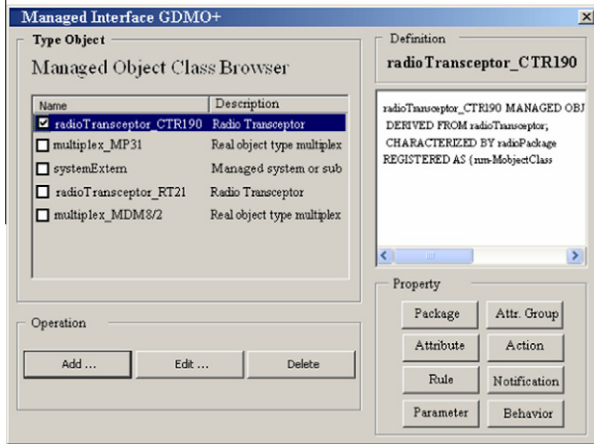 Managed Interface GDMO+
Type Object
Managed Object Class Browser
Name Description
radioTransceptor_CTR190 Radio Transceptor
multiplex_MP31 Real object type multiplex
systemExtern Managed system or sub
radioTransceptor_RT21 Radio Transceptor
multiplex_MDM8/2 Real object type multiplex
Operation
Add ... Edit ... Delete
Definition
radioTransceptor_CTR190
radioTransceptor_CTR190 MANAGED OBJ
DERIVED FROM radioTransceptor;
CHARACTERIZED BY radioPackage
REGISTERED AS {nm-MobjectClass
Property
Package Attr. Group
Attribute Action
Rule Notification
Parameter Behavior